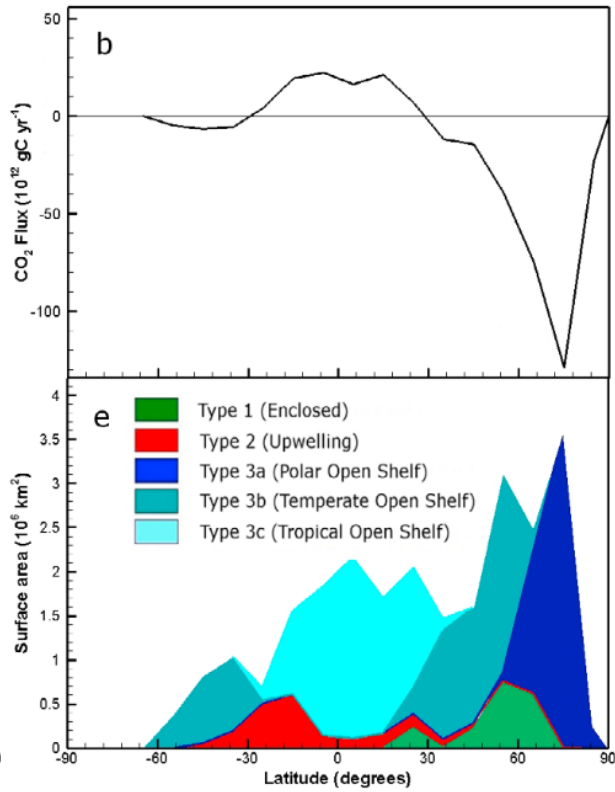 b
50
0
-50
-100
CO₂ Flux (10¹² gC yr⁻¹)
e
4
3.5
3
2.5
2
1.5
1
0.5
0
Surface area (10⁶ km²)
Type 1 (Enclosed)
Type 2 (Upwelling)
Type 3a (Polar Open Shelf)
Type 3b (Temperate Open Shelf)
Type 3c (Tropical Open Shelf)
-90 -60 -30 0 30 60 90
Latitude (degrees)